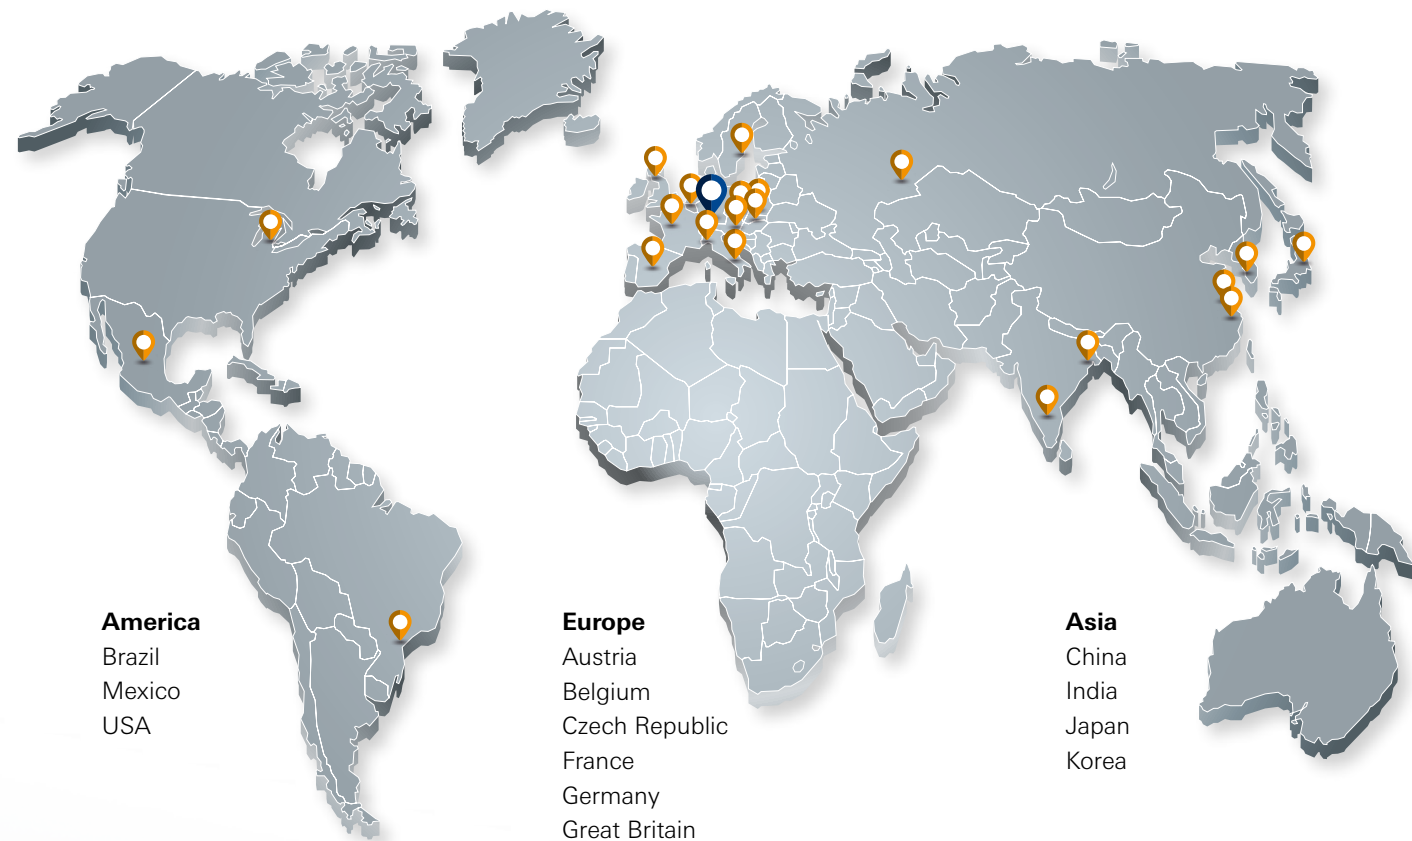 America
Brazil
Mexico
USA
Europe
Austria
Belgium
Czech Republic
France
Germany
Great Britain
Asia
China
India
Japan
Korea